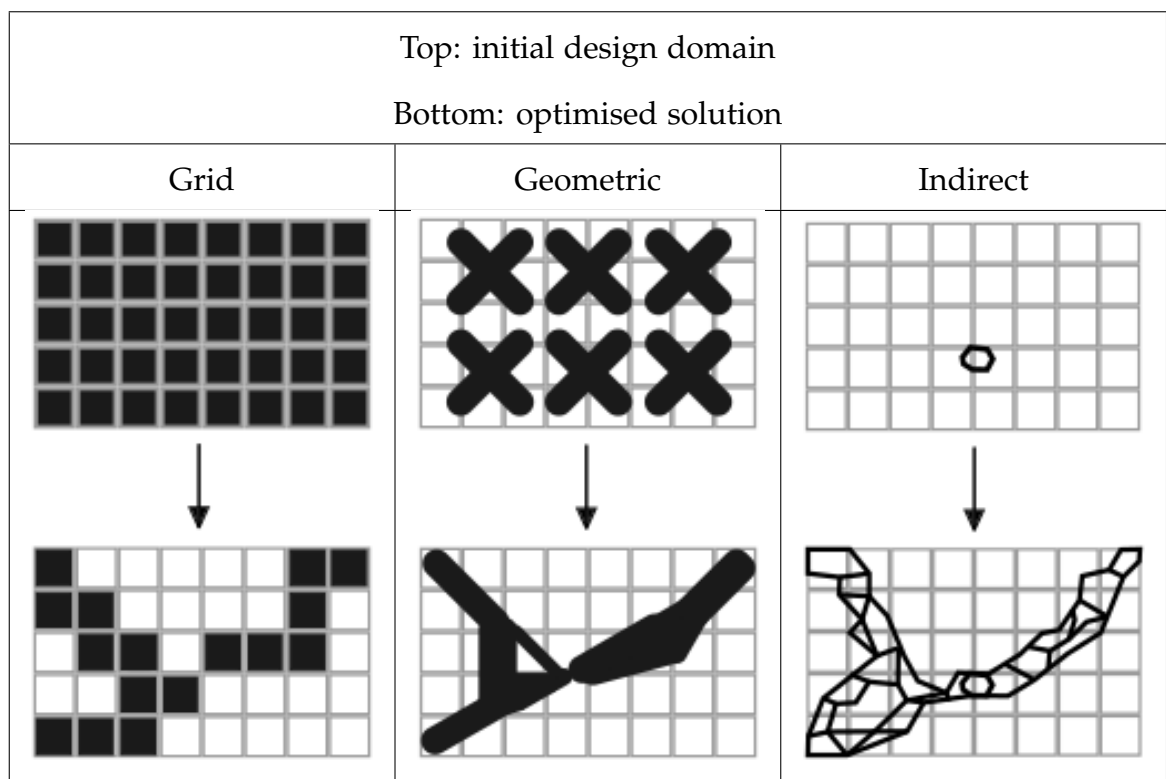 Top: initial design domain
Bottom: optimised solution
Grid
Geometric
Indirect